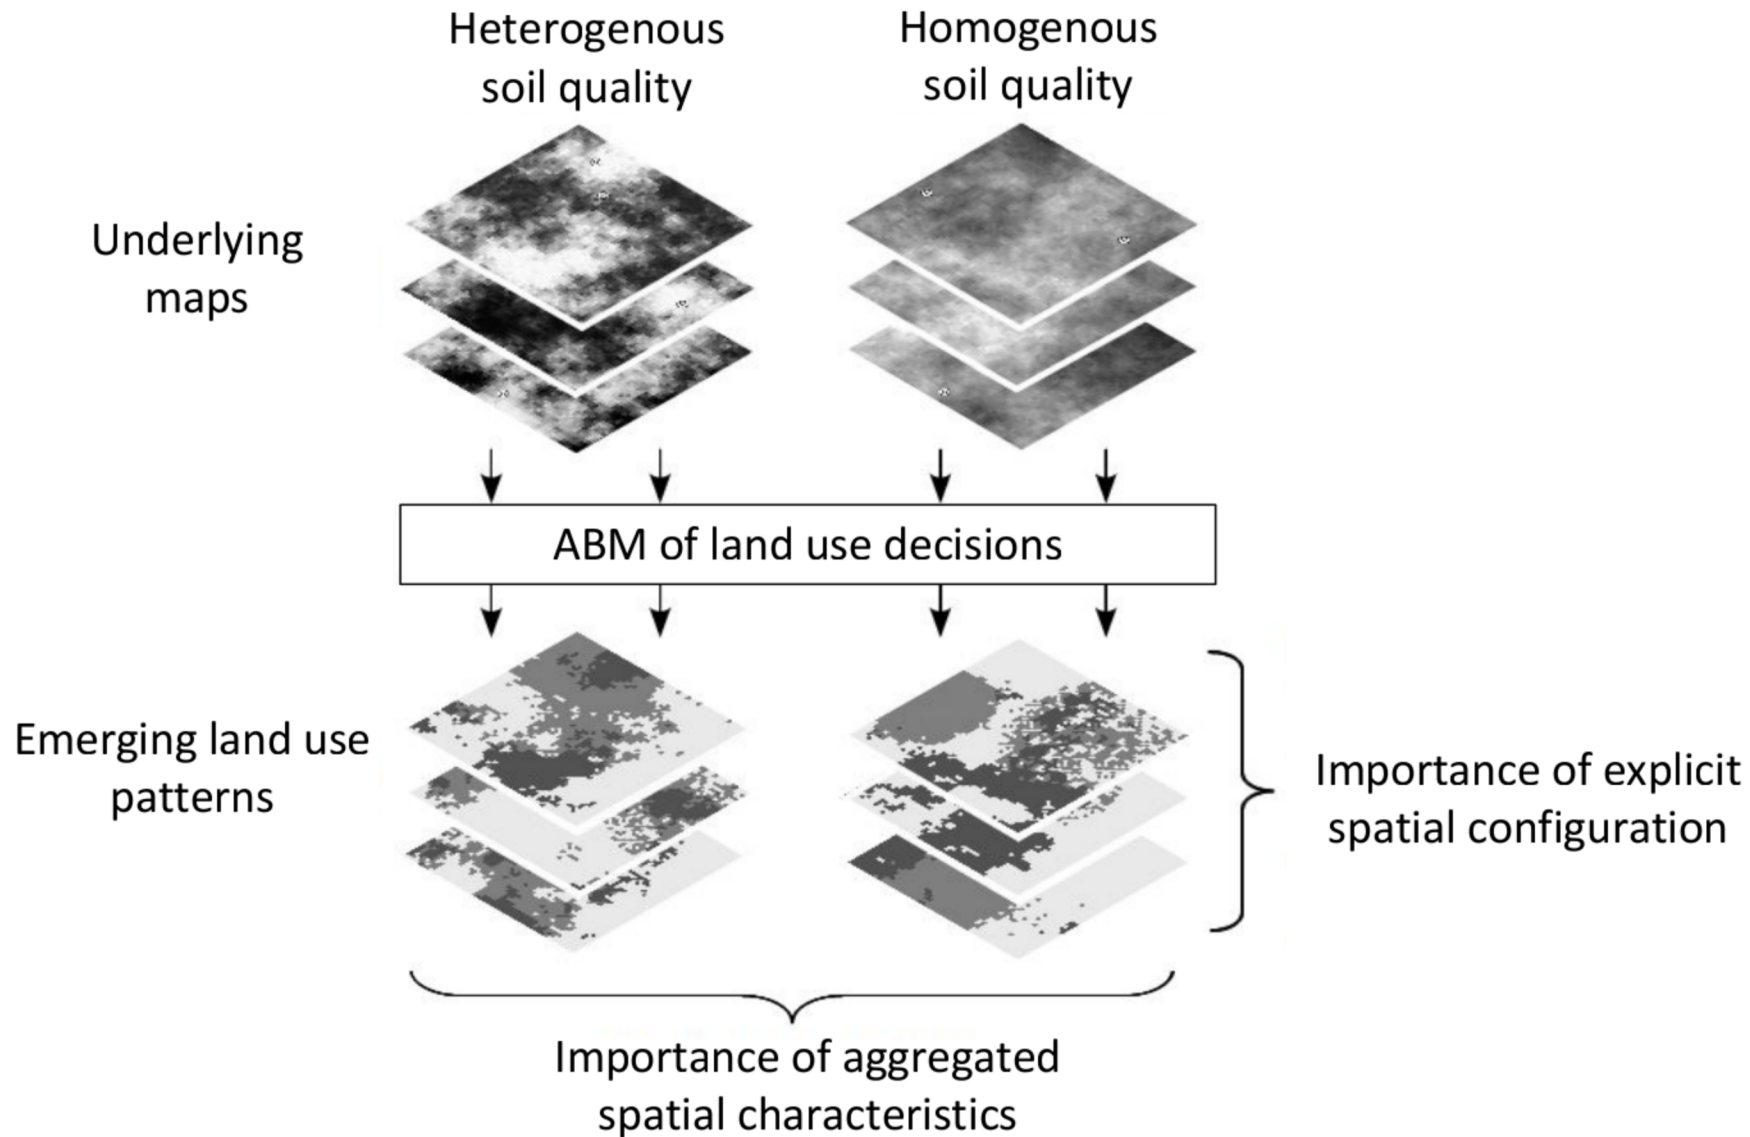 Heterogenous
soil quality
Homogenous
soil quality
Underlying
maps
ABM of land use decisions
Emerging land use
patterns
Importance of explicit
spatial configuration
Importance of aggregated
spatial characteristics